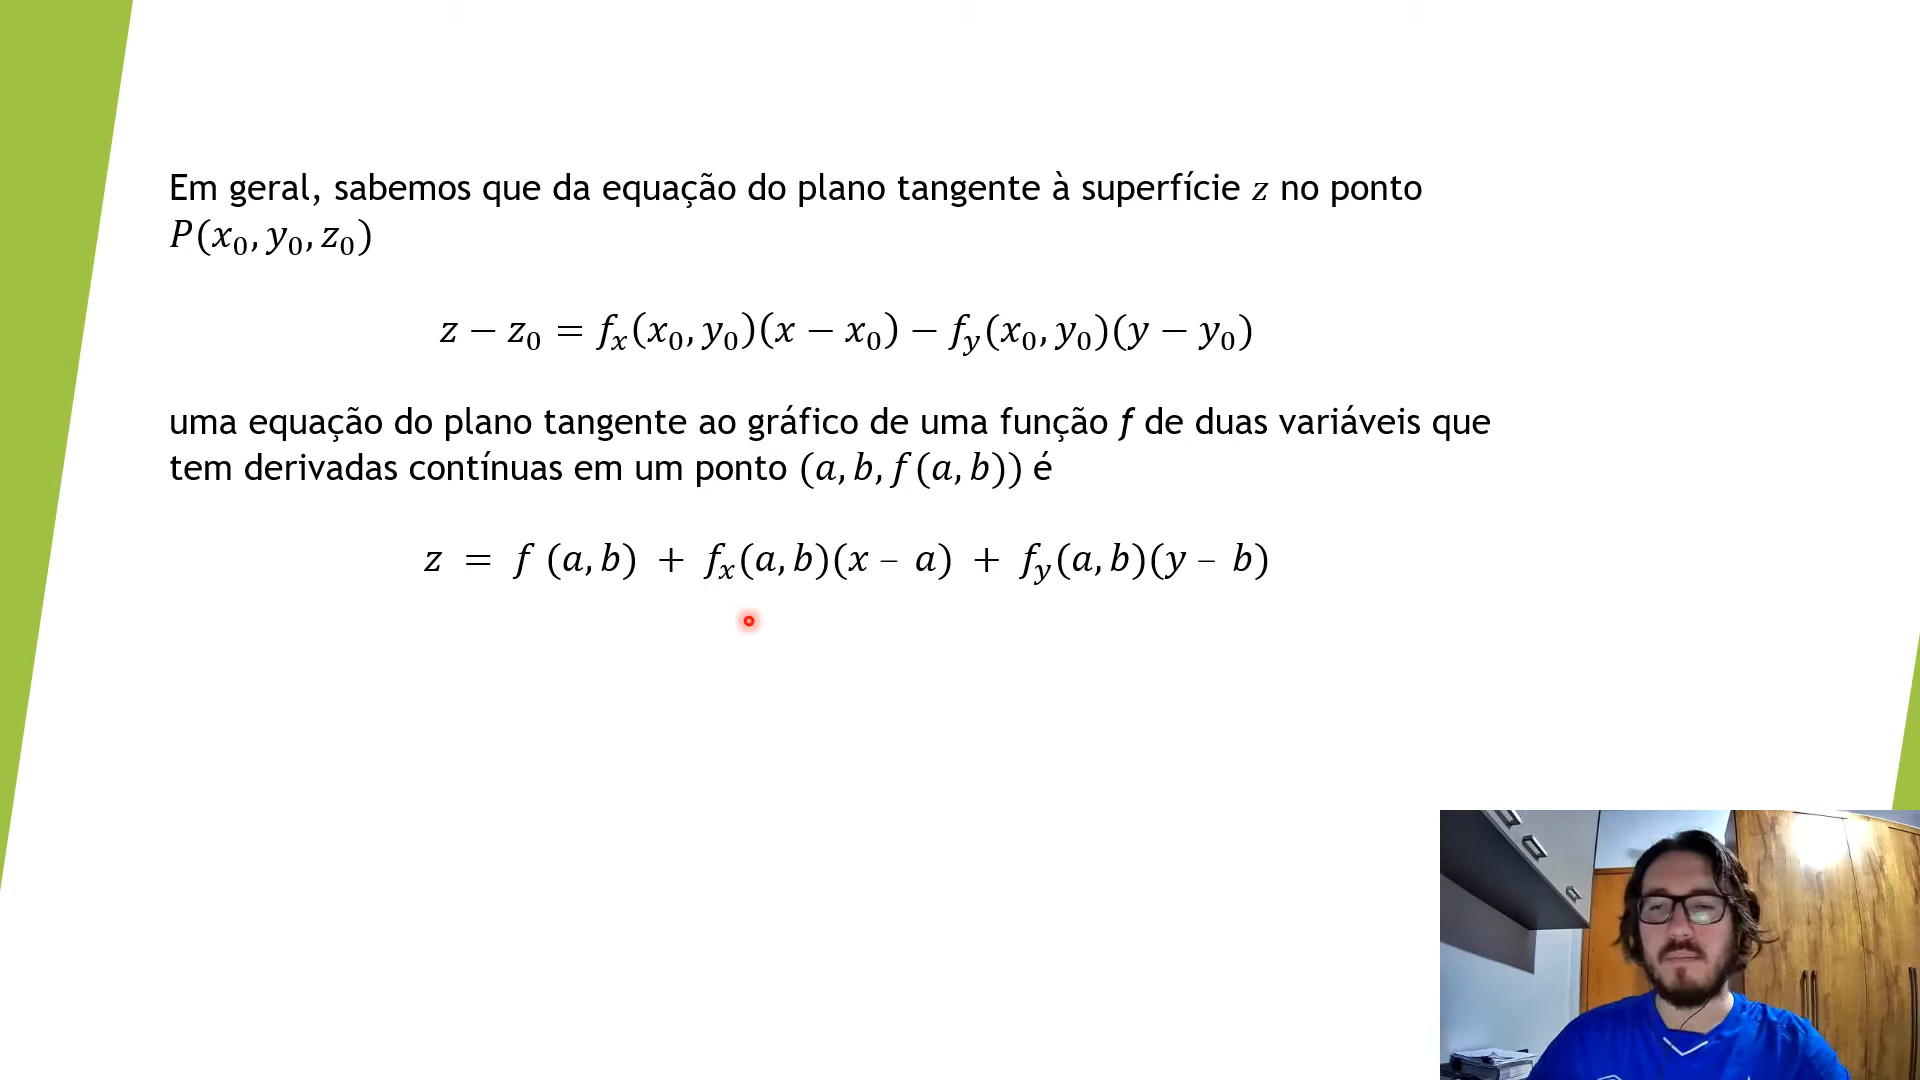 Em geral, sabemos que da equação do plano tangente à superfície z no ponto
P(x₀, y₀, z₀)
z − z₀ = fₓ(x₀, y₀)(x − x₀) − f_y(x₀, y₀)(y − y₀)
uma equação do plano tangente ao gráfico de uma função f de duas variáveis que
tem derivadas contínuas em um ponto (a, b, f(a, b)) é
z = f (a, b) + fₓ(a, b)(x – a) + f_y(a, b)(y – b)